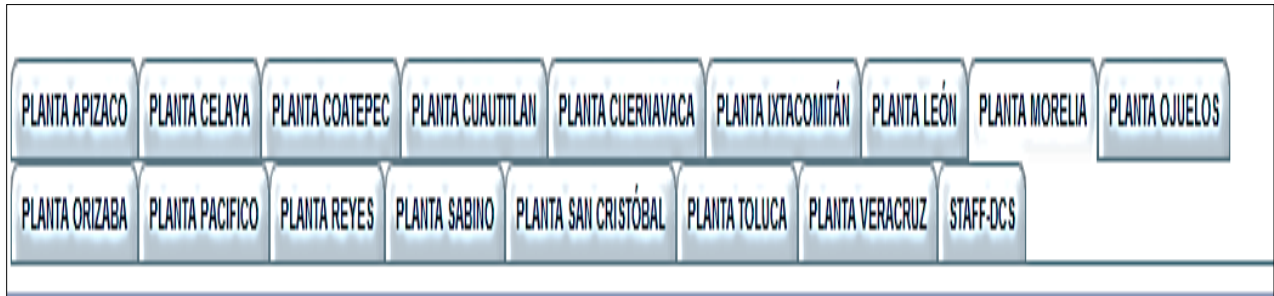 PLANTA APIZACO PLANTA CELAYA PLANTA COATEPEC PLANTA CUAUTITLAN PLANTA CUERNAVACA PLANTA IXTACOMITÁN PLANTA LEÓN PLANTA MORELIA PLANTA OJUELOS
PLANTA ORIZABA PLANTA PACIFICO PLANTA REYES PLANTA SABINO PLANTA SAN CRISTÓBAL PLANTA TOLUCA PLANTA VERACRUZ STAFF-DCS